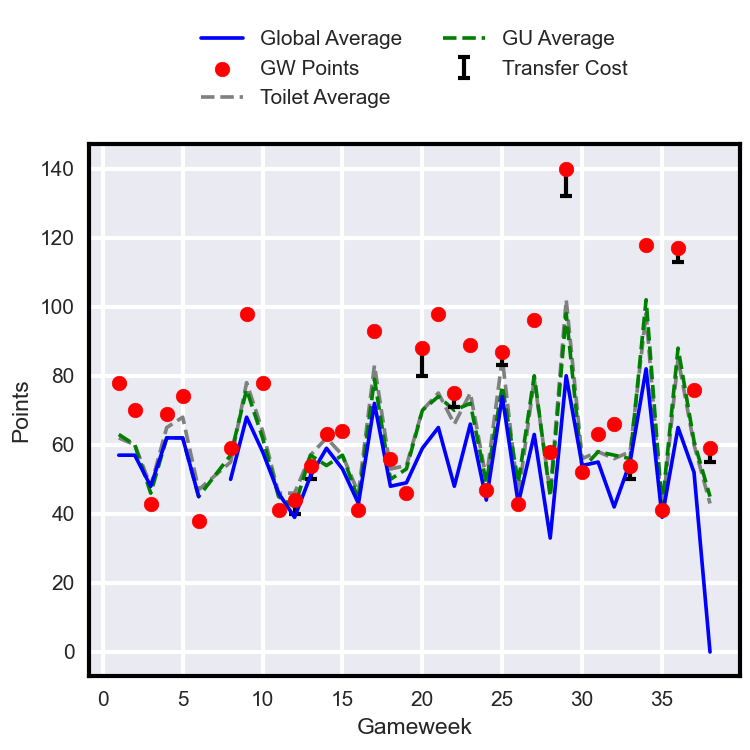 Global Average
GW Points
Toilet Average
GU Average
Transfer Cost
140
120
100
80
60
40
20
0
Points
0 5 10 15 20 25 30 35
Gameweek